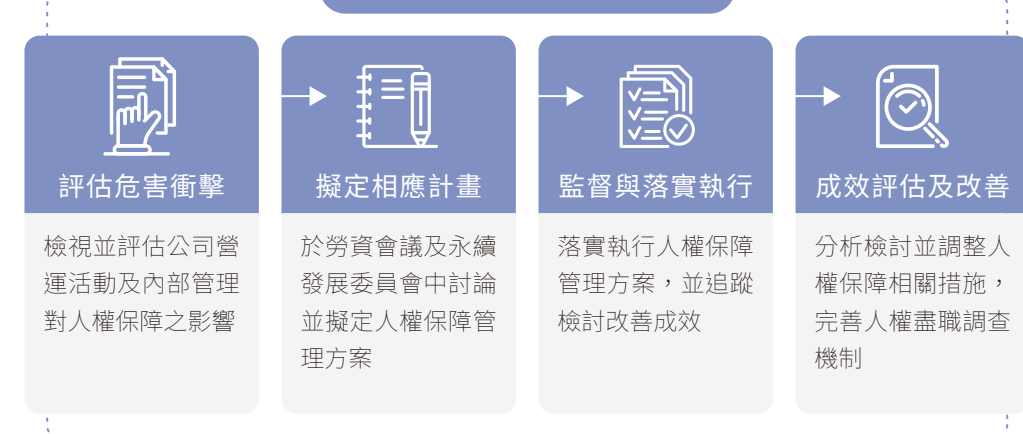 評估危害衝擊
檢視並評估公司營
運活動及內部管理
對人權保障之影響
擬定相應計畫
於勞資會議及永續
發展委員會中討論
並擬定人權保障管
理方案
監督與落實執行
落實執行人權保障
管理方案，並追蹤
檢討改善成效
成效評估及改善
分析檢討並調整人
權保障相關措施，
完善人權盡職調查
機制